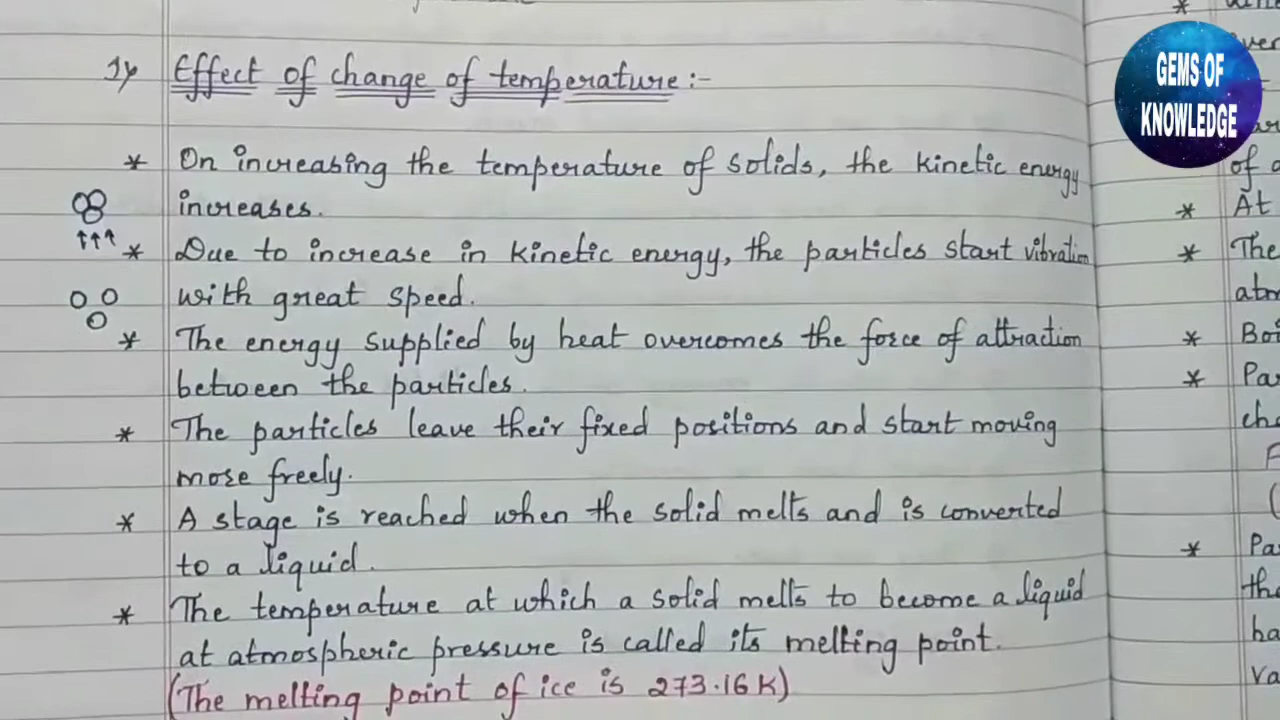 1) Effect of change of temperature :-
* On increasing the temperature of solids, the kinetic energy
increases.
* Due to increase in kinetic energy, the particles start vibration
with great speed.
* The energy supplied by heat overcomes the force of attraction
between the particles.
* The particles leave their fixed positions and start moving
more freely.
* A stage is reached when the solid melts and is converted
to a liquid.
* The temperature at which a solid melts to become a liquid
at atmospheric pressure is called its melting point.
(The melting point of ice is 273.16K)
GEMS OF
KNOWLEDGE
of
* At
* The
*
*
*